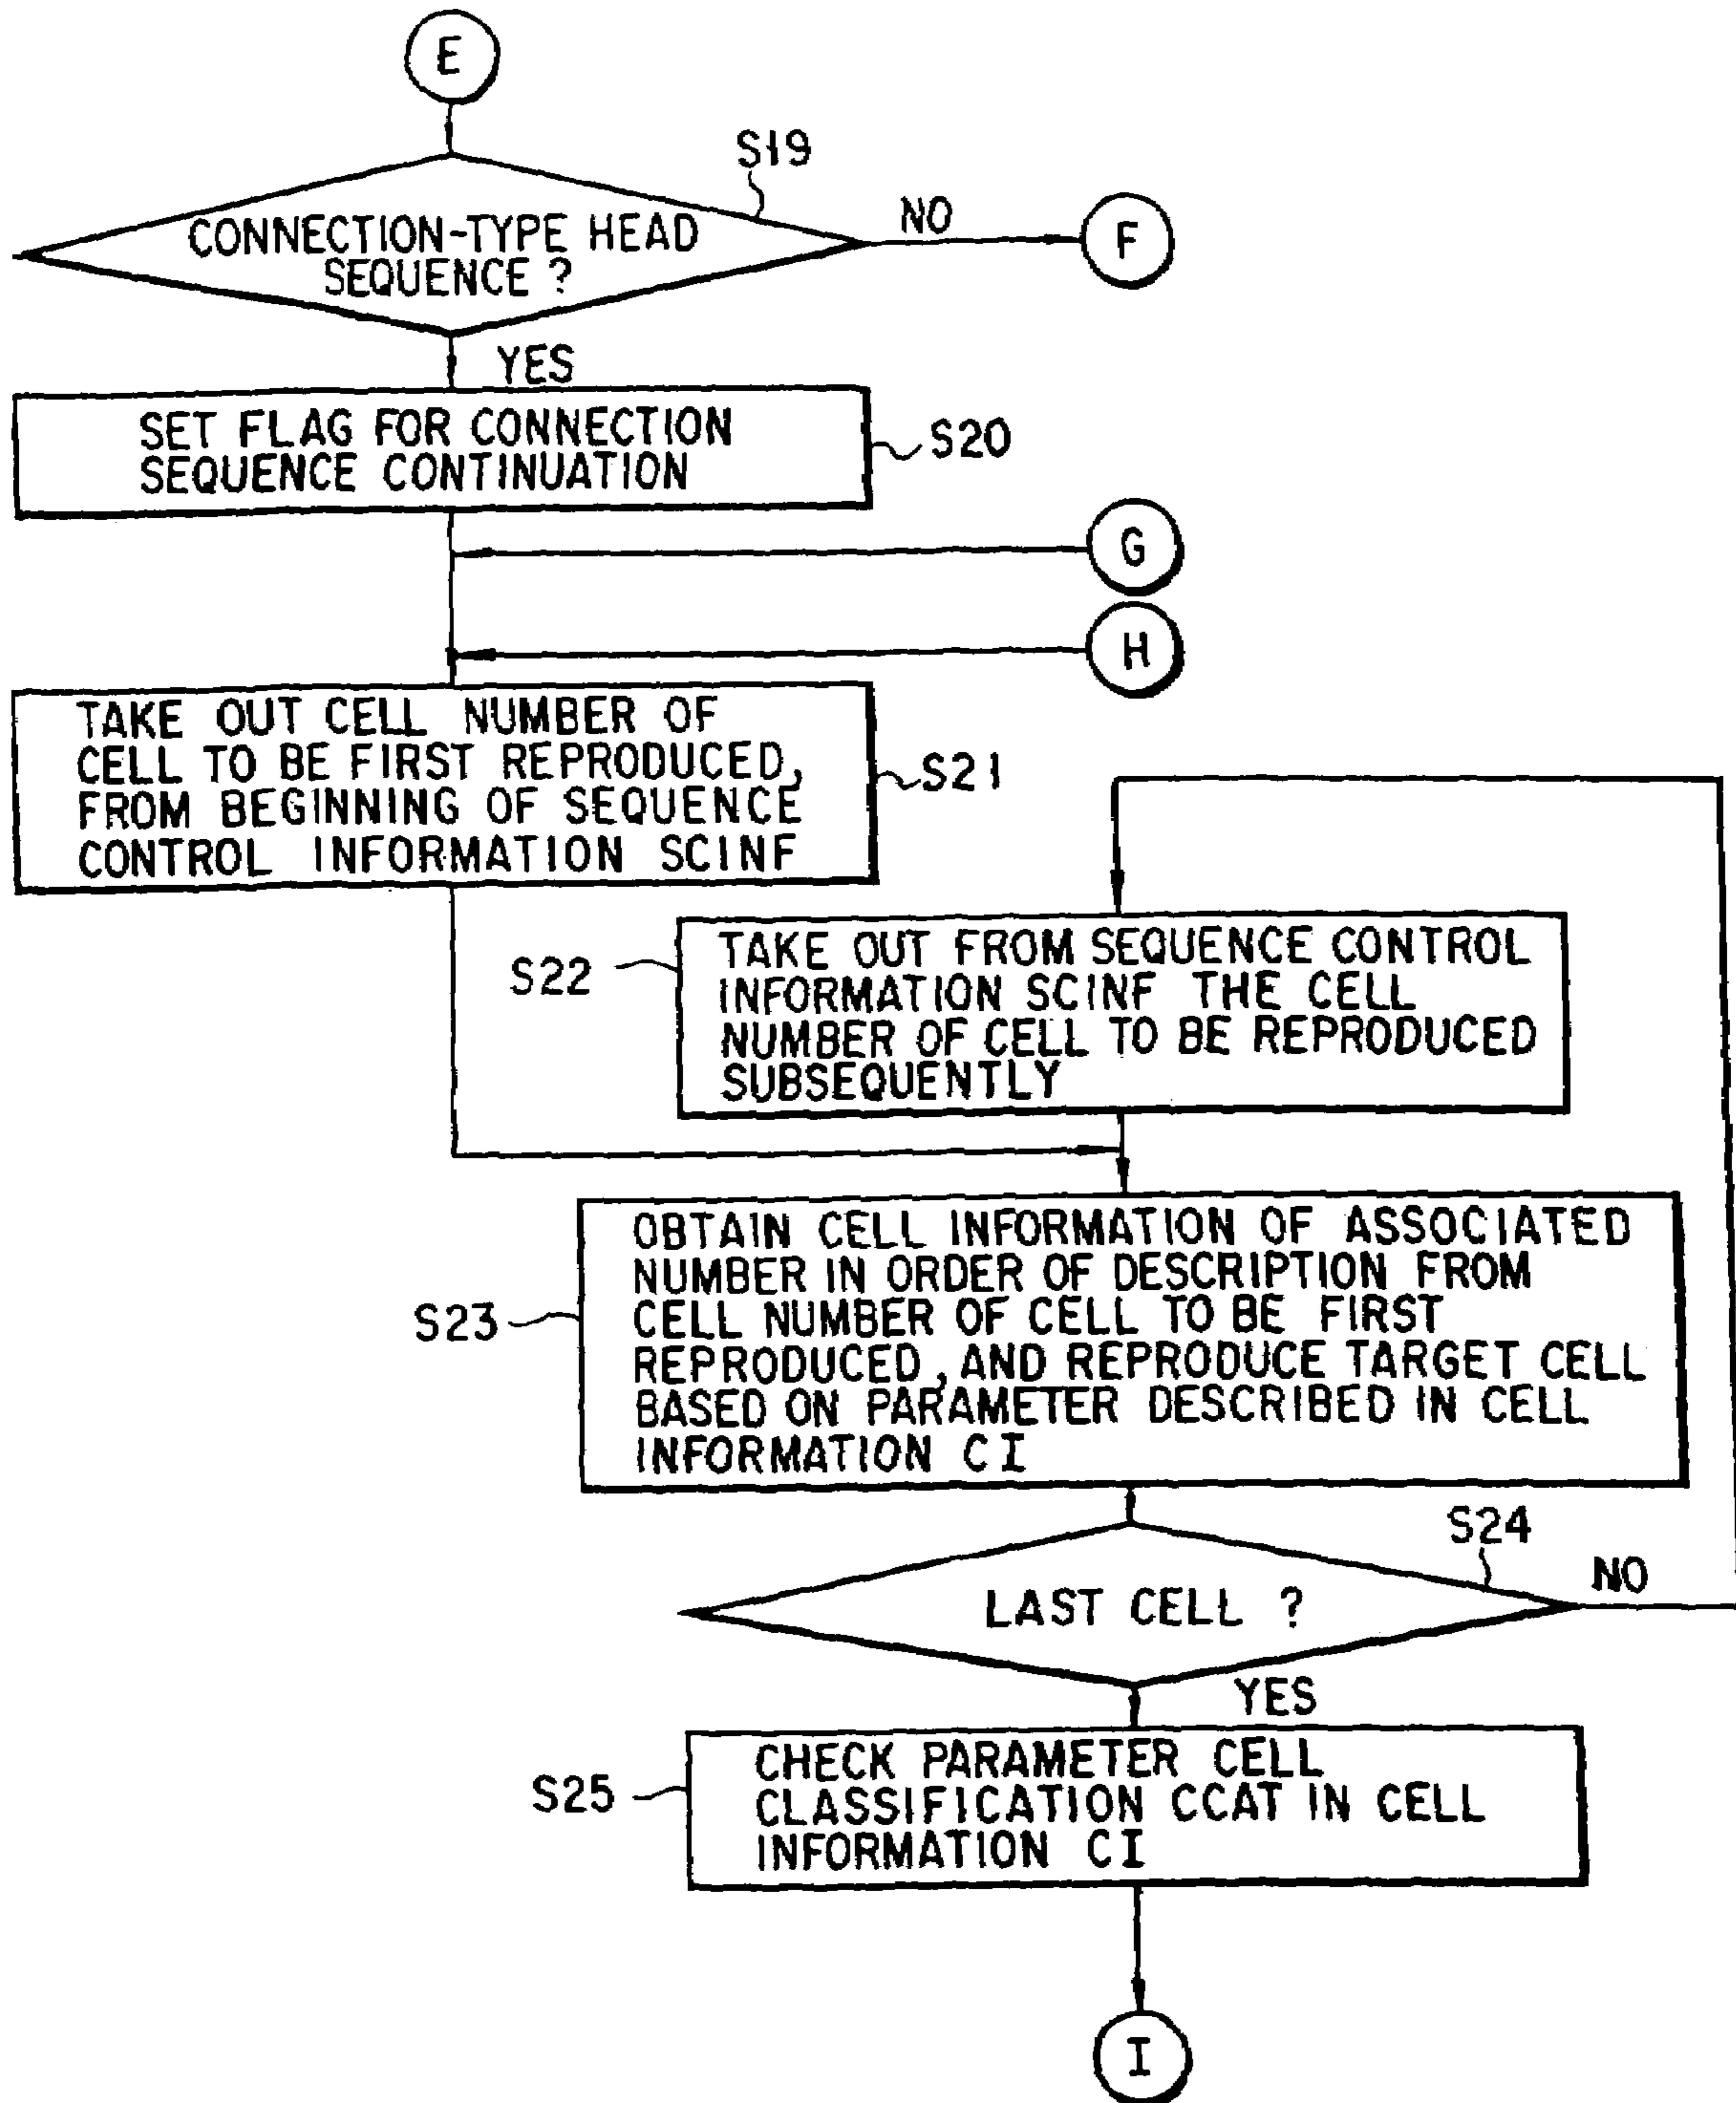 E
S19
CONNECTION-TYPE HEAD
SEQUENCE ?
NO
F
YES
SET FLAG FOR CONNECTION
SEQUENCE CONTINUATION
S20
G
H
TAKE OUT CELL NUMBER OF
CELL TO BE FIRST REPRODUCED,
FROM BEGINNING OF SEQUENCE
CONTROL INFORMATION SCINF
S21
S22
TAKE OUT FROM SEQUENCE CONTROL
INFORMATION SCINF THE CELL
NUMBER OF CELL TO BE REPRODUCED
SUBSEQUENTLY
S23
OBTAIN CELL INFORMATION OF ASSOCIATED
NUMBER IN ORDER OF DESCRIPTION FROM
CELL NUMBER OF CELL TO BE FIRST
REPRODUCED, AND REPRODUCE TARGET CELL
BASED ON PARAMETER DESCRIBED IN CELL
INFORMATION CI
S24
LAST CELL ?
NO
YES
S25
CHECK PARAMETER CELL
CLASSIFICATION CCAT IN CELL
INFORMATION CI
I